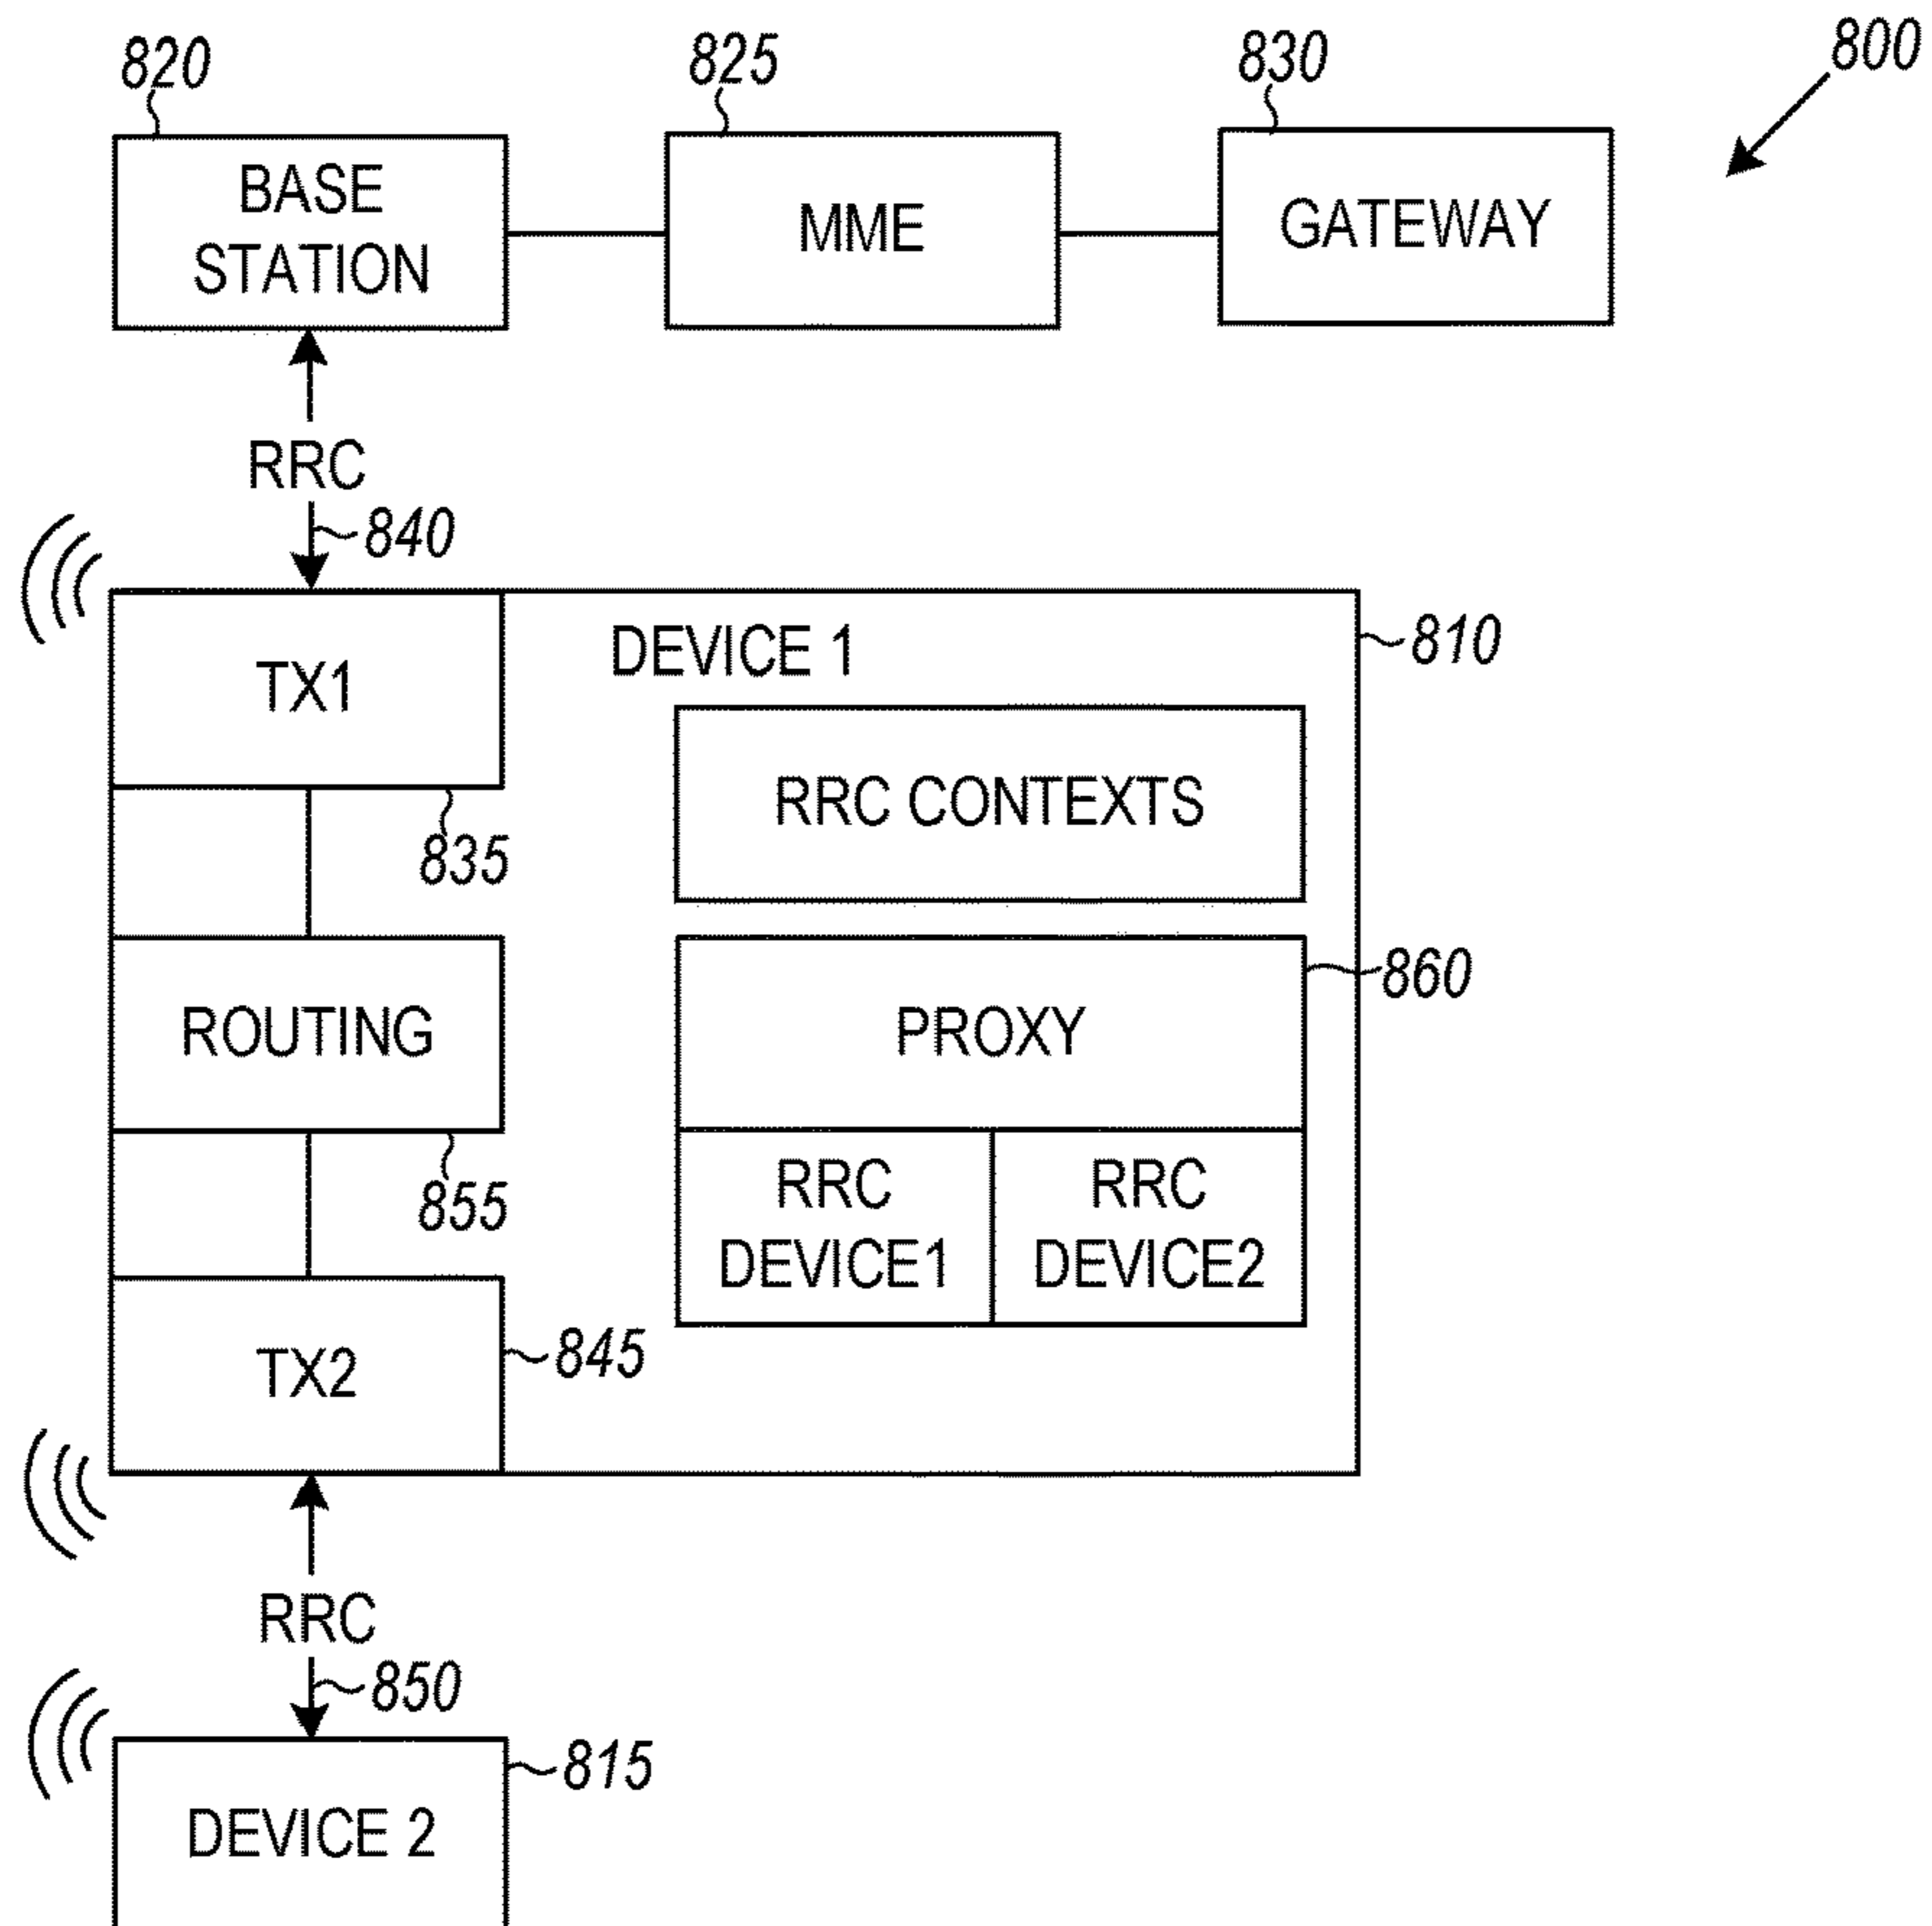 820
825
830
800
BASE
STATION
MME
GATEWAY
RRC
840
TX1
DEVICE 1
810
RRC CONTEXTS
835
860
ROUTING
PROXY
855
RRC
DEVICE1
RRC
DEVICE2
TX2
845
RRC
850
815
DEVICE 2